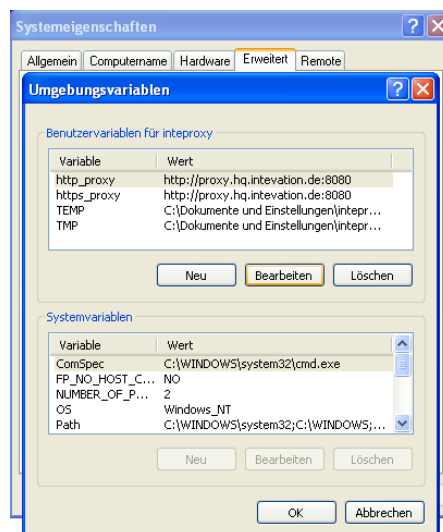 Systemeigenschaften
Allgemein Computername Hardware Erweitert Remote
Umgebungsvariablen
Benutzervariablen für inteproxy
Variable Wert
http_proxy http://proxy.hq.intevation.de:8080
https_proxy http://proxy.hq.intevation.de:8080
TEMP C:\Dokumente und Einstellungen\intepr...
TMP C:\Dokumente und Einstellungen\intepr...
Neu Bearbeiten Löschen
Systemvariablen
Variable Wert
ComSpec C:\WINDOWS\system32\cmd.exe
FP_NO_HOST_C... NO
NUMBER_OF_P... 2
OS Windows_NT
Path C:\WINDOWS\system32;C:\WINDOWS;...
Neu Bearbeiten Löschen
OK Abbrechen